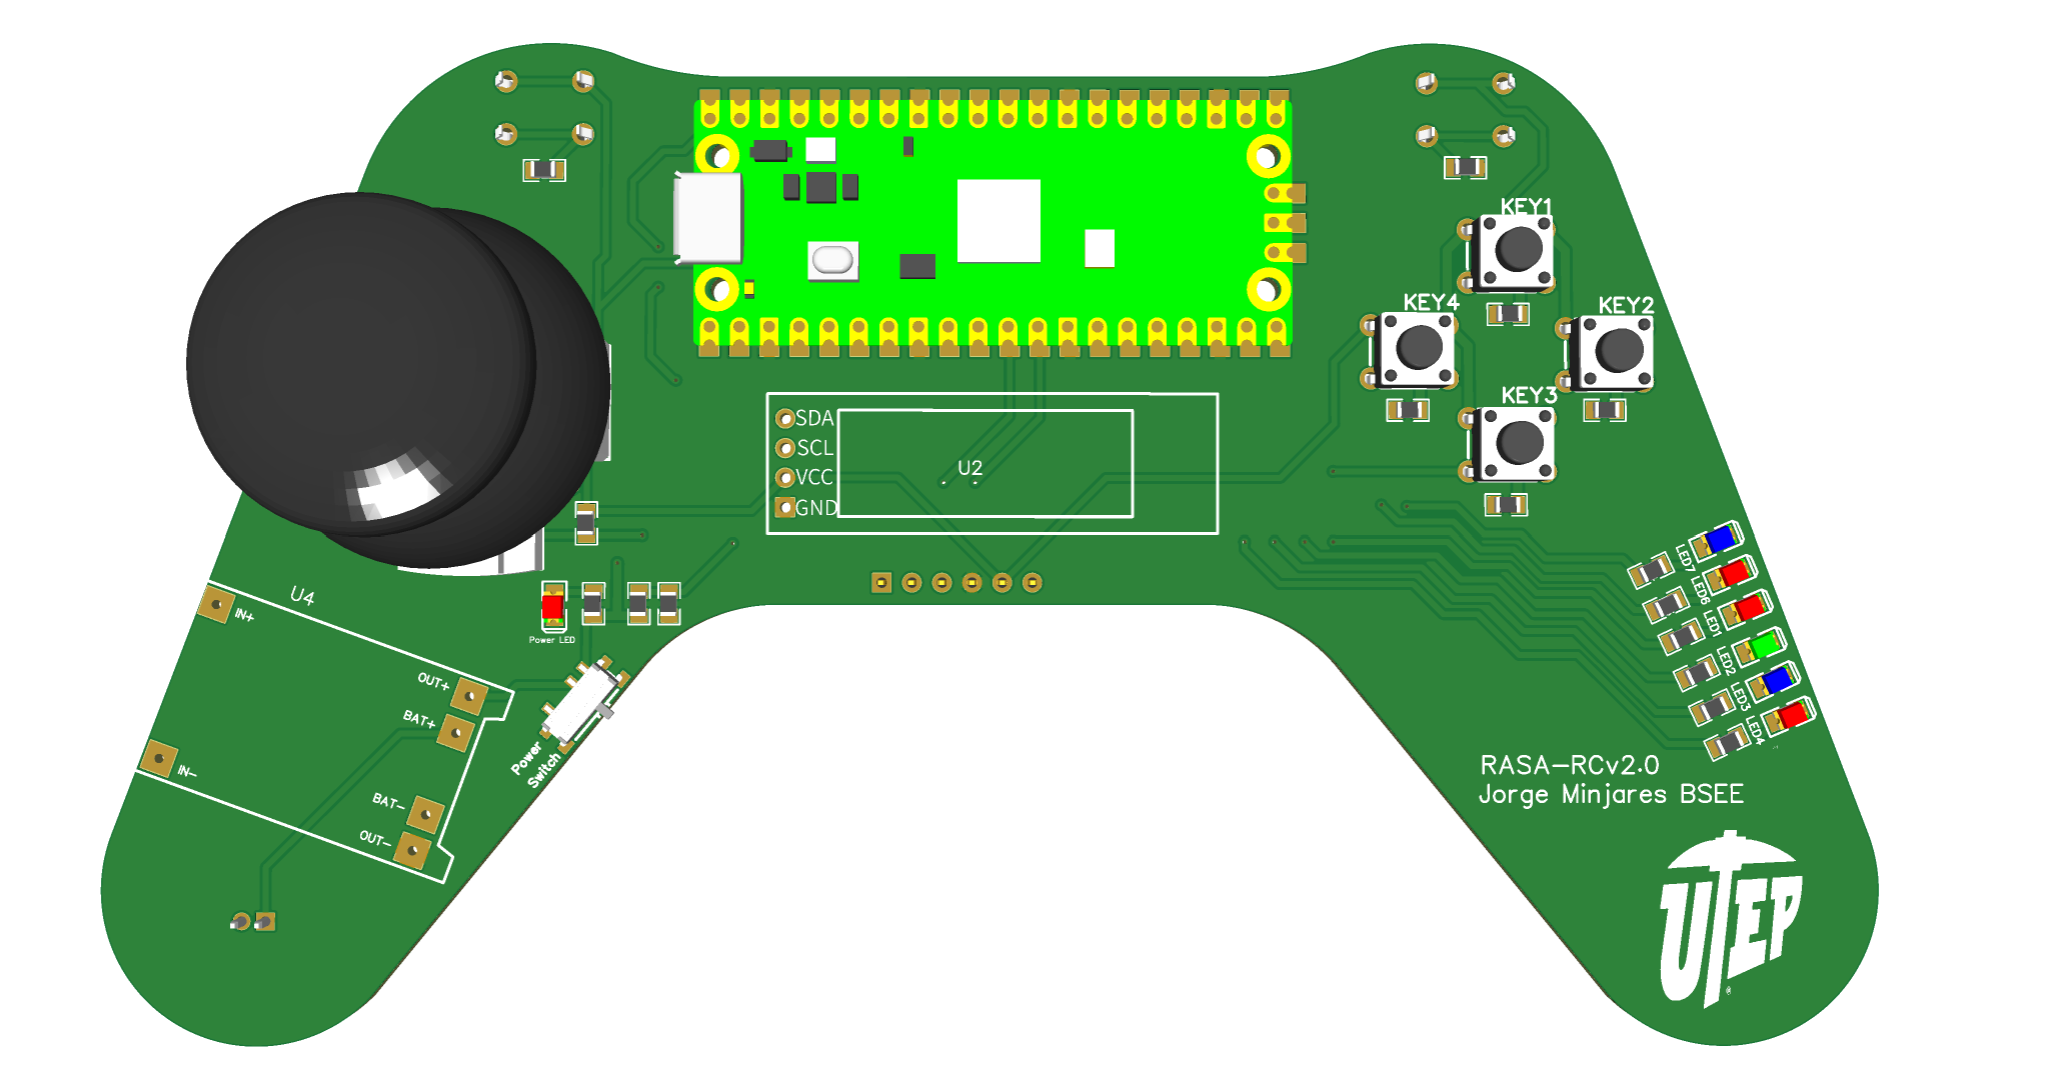 KEY1
KEY4
KEY2
KEY3
SDA
SCL
VCC
GND
U2
LED7
LED6
LED1
LED2
LED3
LED4
U4
IN+
OUT+
BAT+
IN-
BAT-
OUT-
Power LED
Power
Switch
RASA-RCv2.0
Jorge Minjares BSEE
UTEP
®